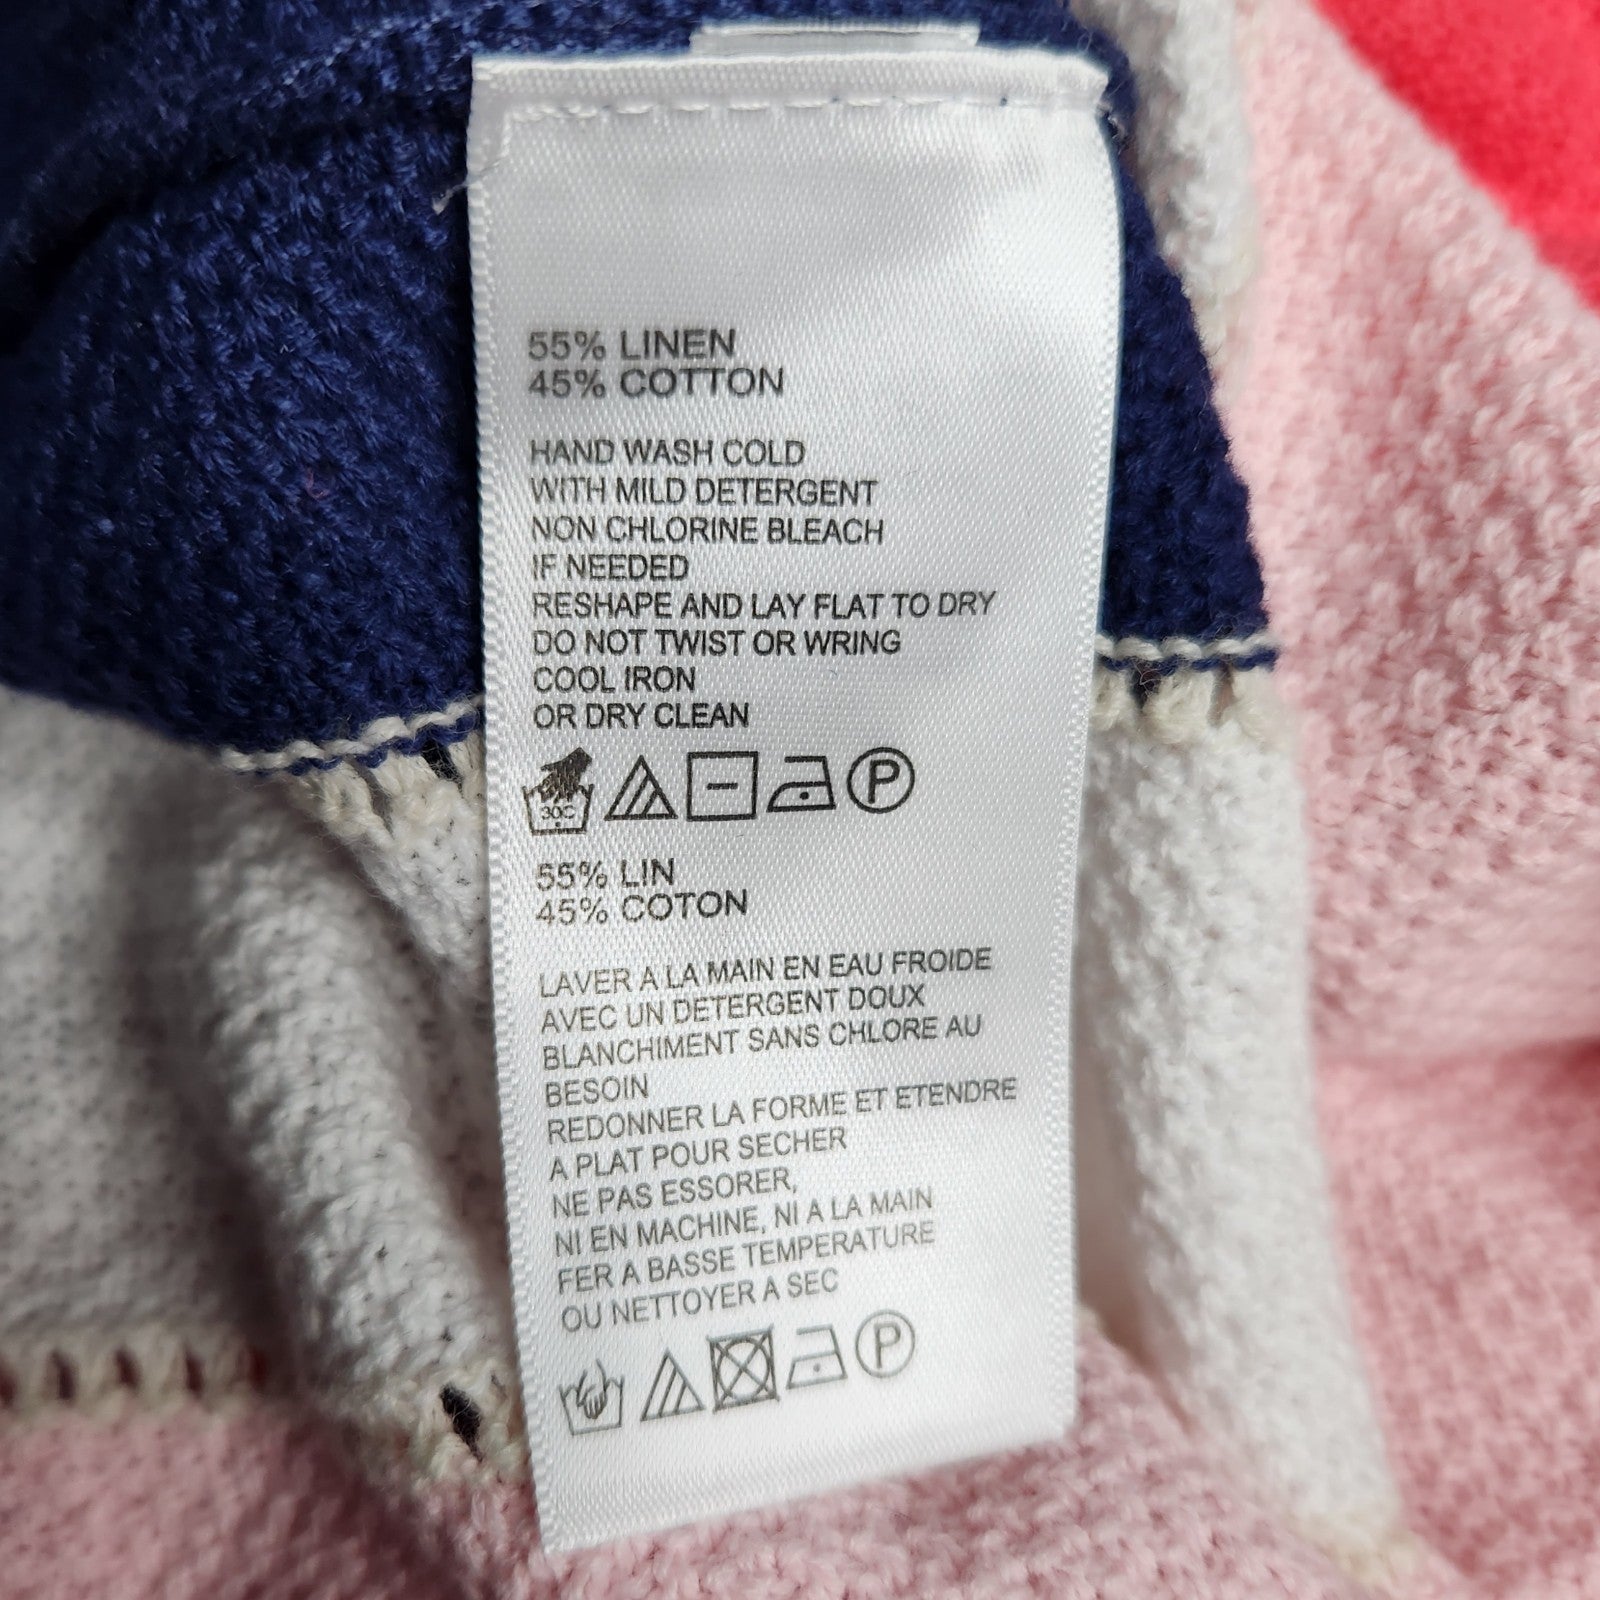 55% LINEN
45% COTTON
HAND WASH COLD
WITH MILD DETERGENT
NON CHLORINE BLEACH
IF NEEDED
RESHAPE AND LAY FLAT TO DRY
DO NOT TWIST OR WRING
COOL IRON
OR DRY CLEAN
30C P
55% LIN
45% COTON
LAVER A LA MAIN EN EAU FROIDE
AVEC UN DETERGENT DOUX
BLANCHIMENT SANS CHLORE AU
BESOIN
REDONNER LA FORME ET ETENDRE
A PLAT POUR SECHER
NE PAS ESSORER,
NI EN MACHINE, NI A LA MAIN
FER A BASSE TEMPERATURE
OU NETTOYER A SEC
P